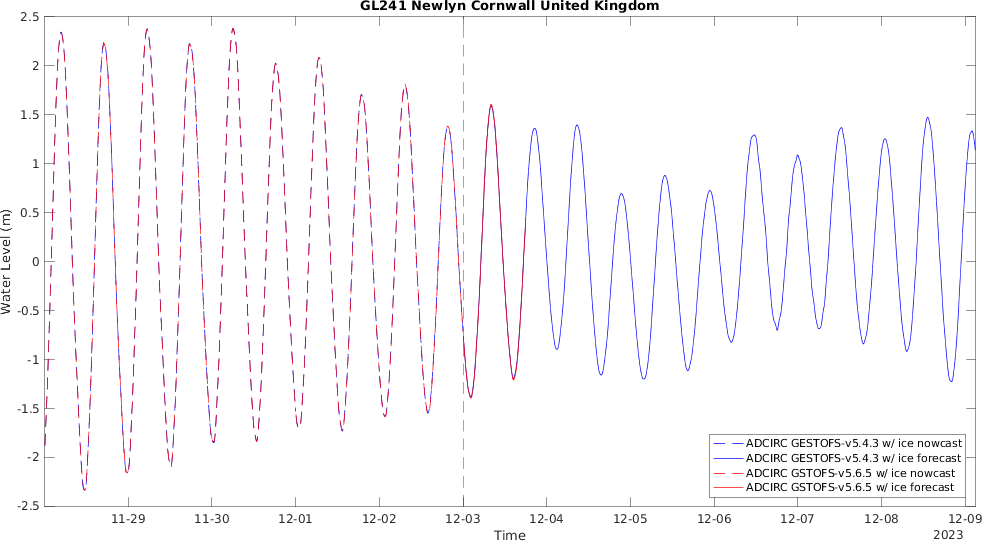 GL241 Newlyn Cornwall United Kingdom
2.5
2
1.5
1
0.5
0
-0.5
-1
-1.5
-2
-2.5
Water Level (m)
ADCIRC GESTOFS-v5.4.3 w/ ice nowcast
ADCIRC GESTOFS-v5.4.3 w/ ice forecast
ADCIRC GSTOFS-v5.6.5 w/ ice nowcast
ADCIRC GSTOFS-v5.6.5 w/ ice forecast
11-29 11-30 12-01 12-02 12-03 12-04 12-05 12-06 12-07 12-08 12-09
Time
2023